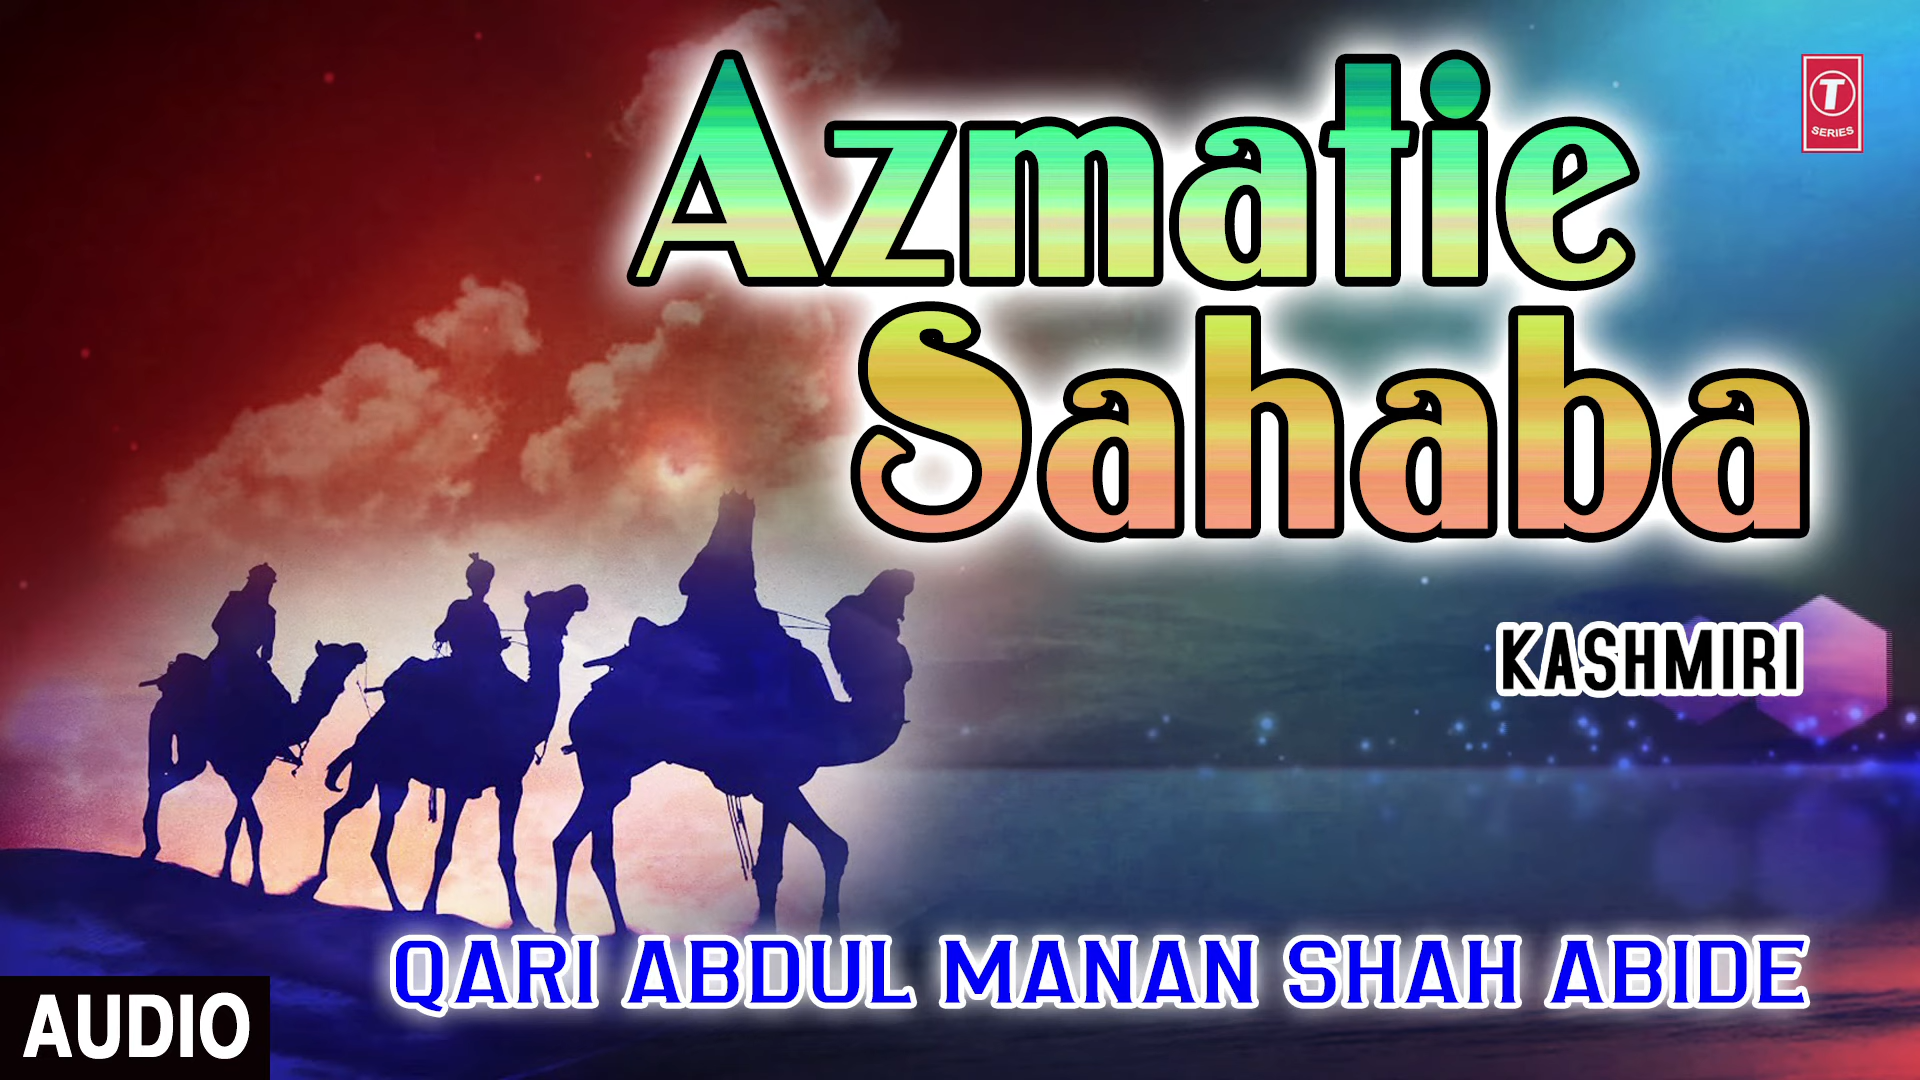 Azmatie
Sahaba
T
SERIES
KASHMIRI
QARI ABDUL MANAN SHAH ABIDE
AUDIO